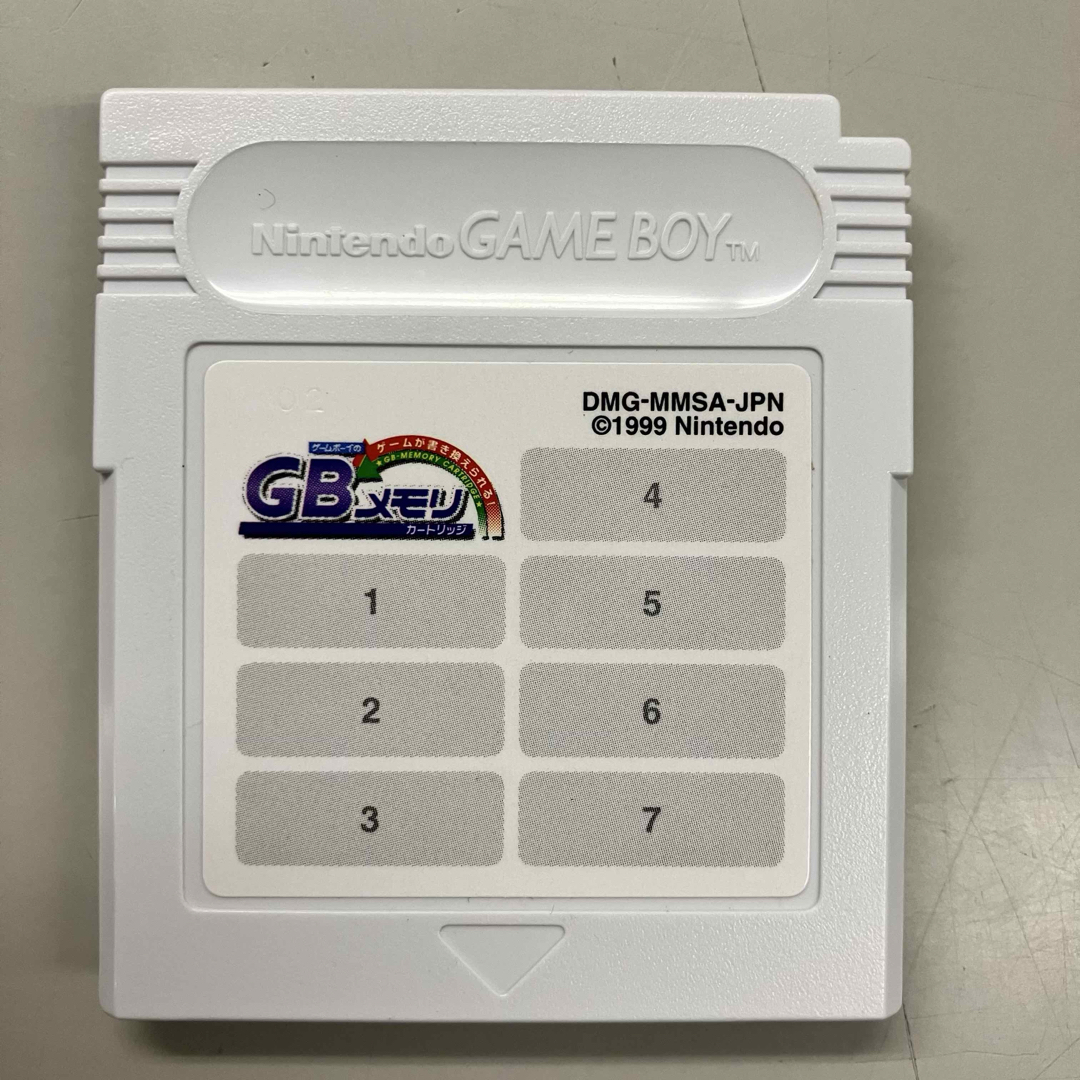 Nintendo GAME BOY TM
02
DMG-MMSA-JPN
©1999 Nintendo
ゲームボーイの
ゲームが書き換えられる!
★GB-MEMORY CARTRIDGE★
GBメモリ
カートリッジ
4
1
5
2
6
3
7